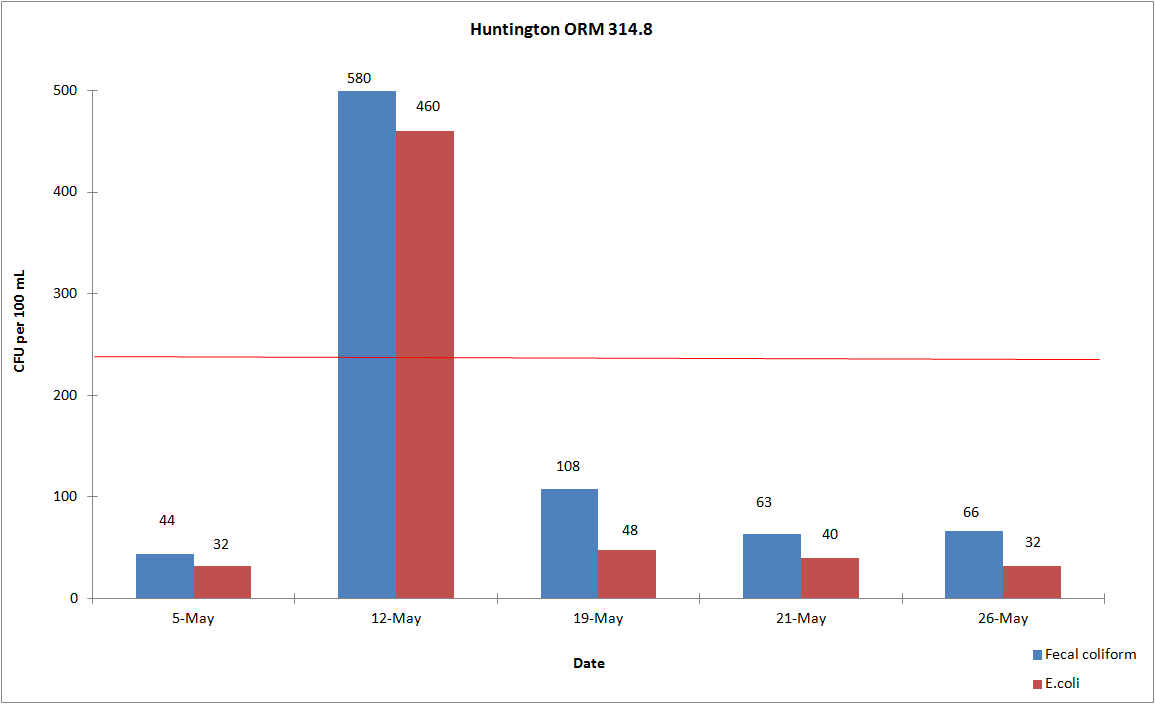 Huntington ORM 314.8
CFU per 100 mL
500
400
300
200
100
0
580
460
108
48
63
40
66
32
44
32
5-May
12-May
19-May
21-May
26-May
Date
Fecal coliform
E.coli